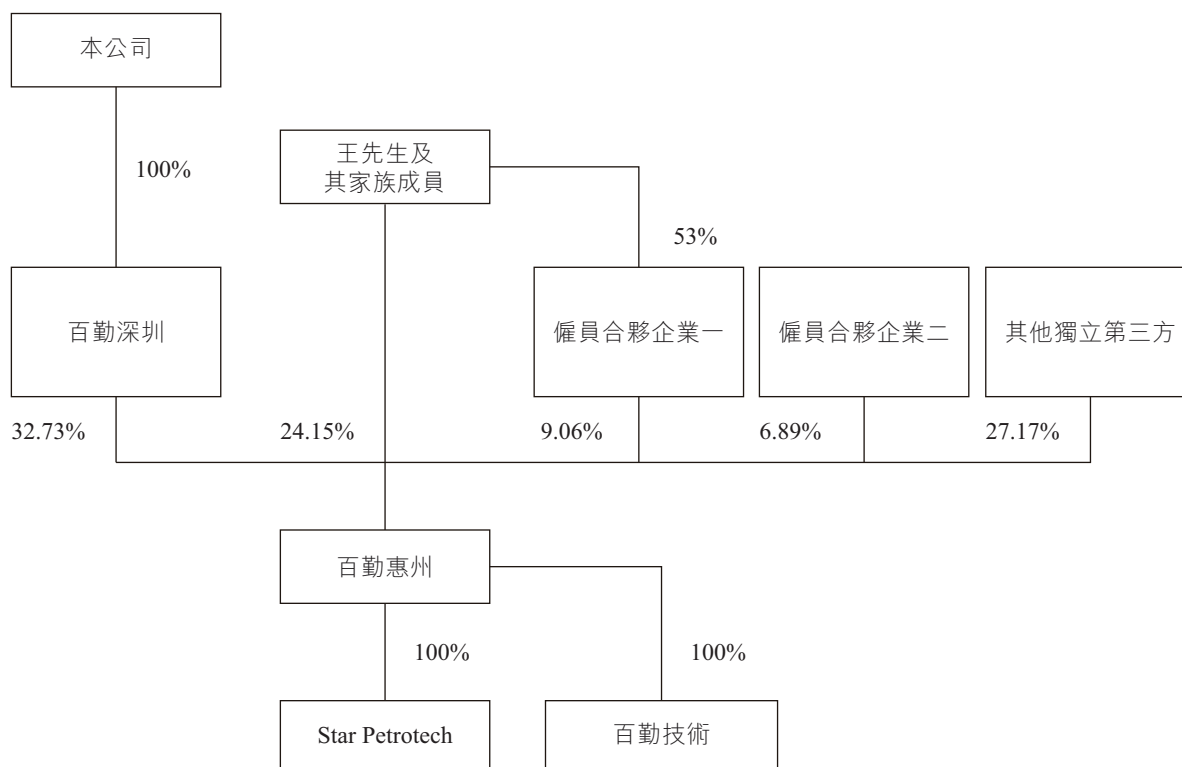 本公司
100%
王先生及
其家族成員
53%
百勤深圳
僱員合夥企業一
僱員合夥企業二
其他獨立第三方
32.73%
24.15%
9.06%
6.89%
27.17%
百勤惠州
100%
100%
Star Petrotech
百勤技術